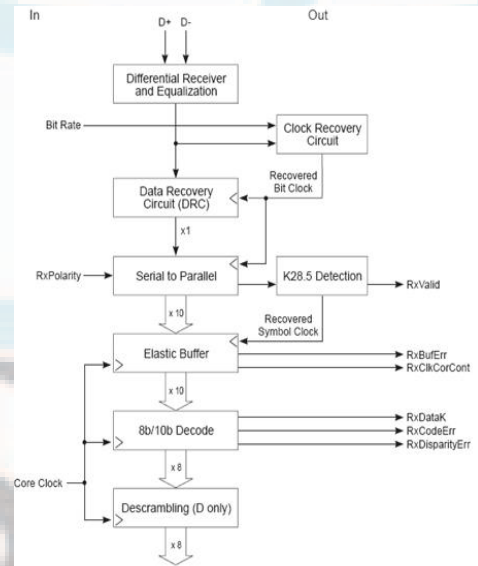 In
Out
D+ D-
Differential Receiver
and Equalization
Bit Rate
Clock Recovery
Circuit
Recovered
Bit Clock
Data Recovery
Circuit (DRC)
x1
RxPolarity
Serial to Parallel
K28.5 Detection
RxValid
x 10
Recovered
Symbol Clock
Elastic Buffer
RxBufErr
RxClkCorCont
x 10
8b/10b Decode
RxDataK
RxCodeErr
RxDisparityErr
x 8
Core Clock
Descrambling (D only)
x 8